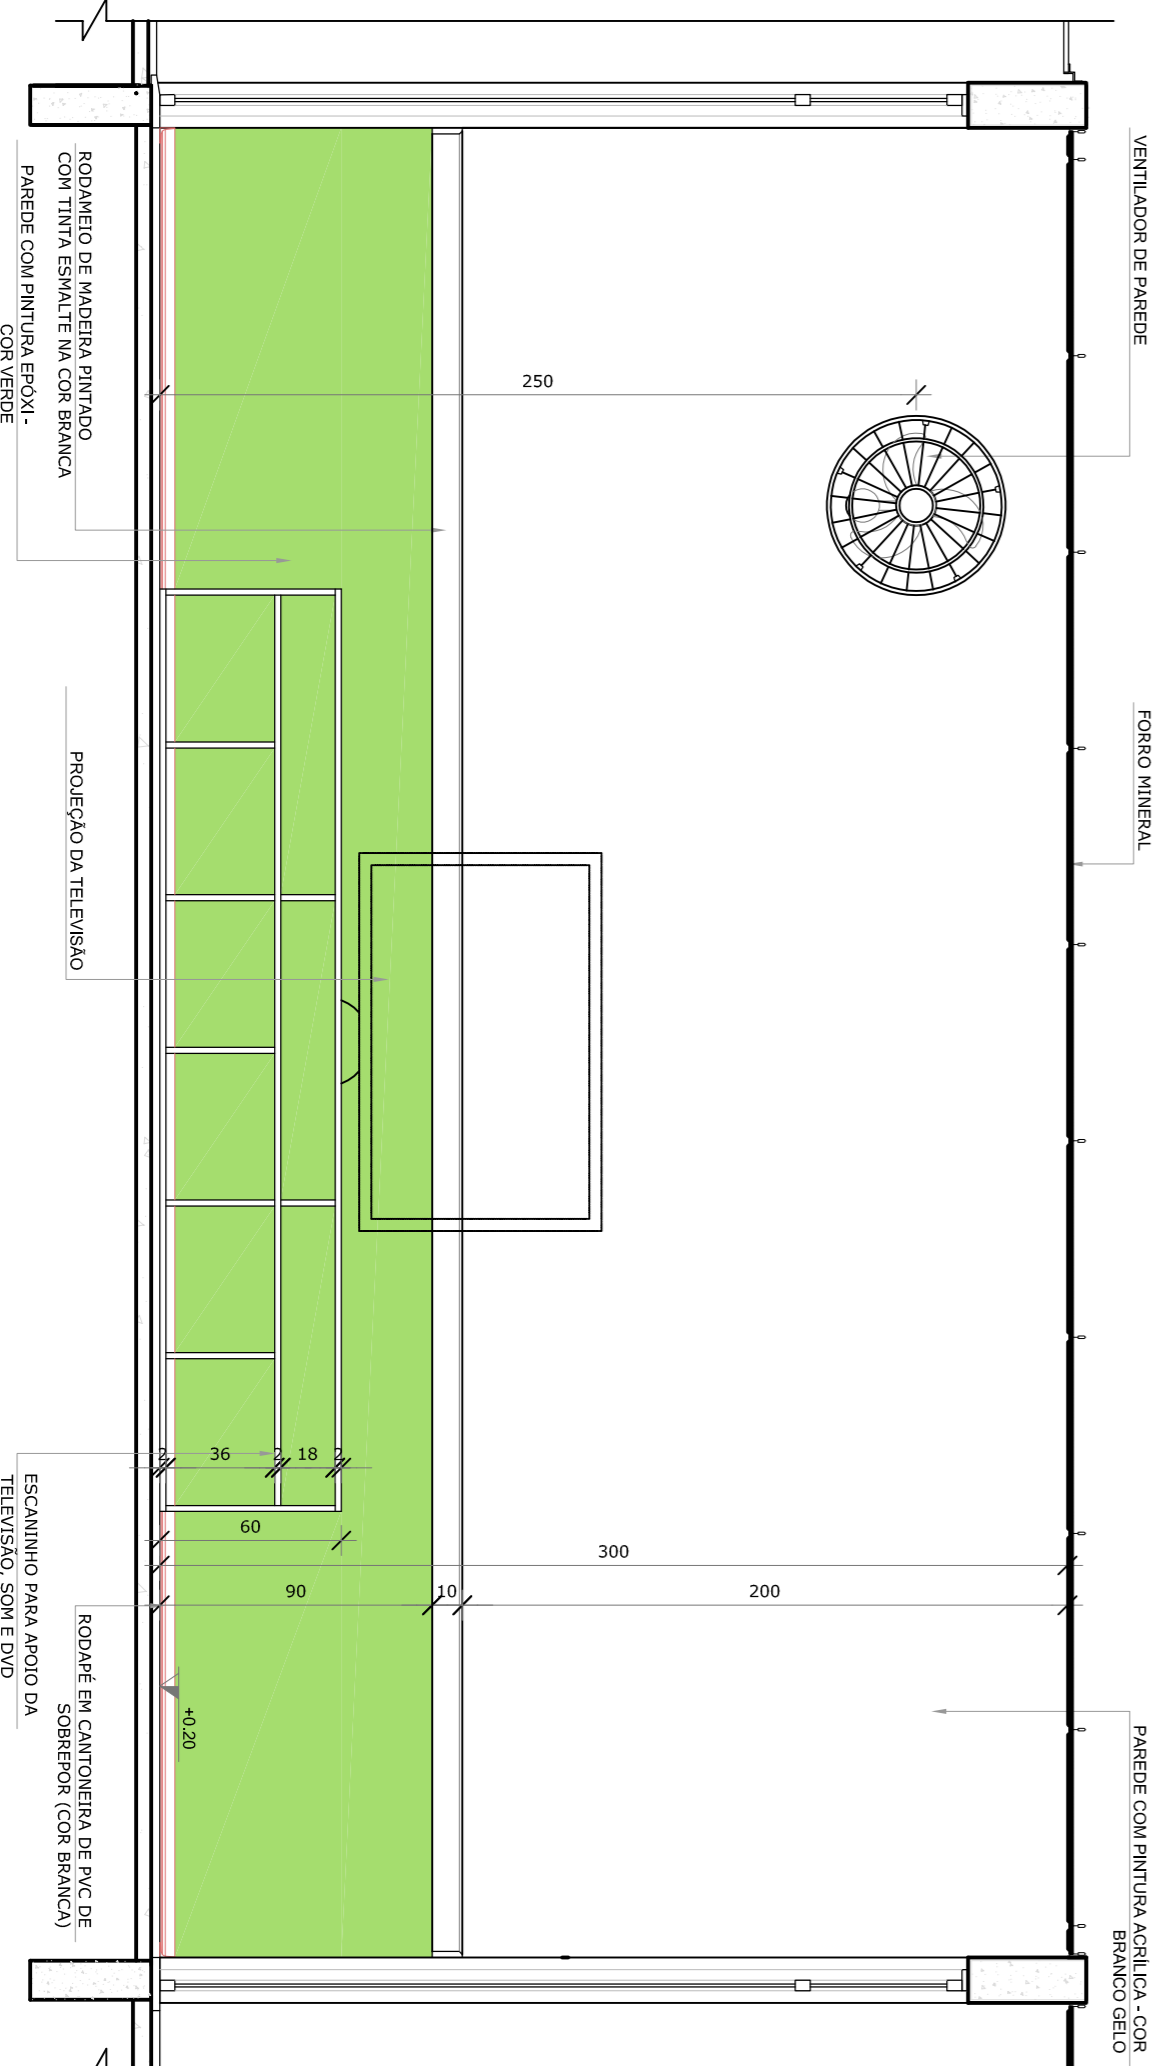 VENTILADOR DE PAREDE
FORRO MINERAL
PAREDE COM PINTURA ACRÍLICA - COR
BRANCO GELO
250
200
300
10
90
60
2
18
2
36
2
+0.20
RODAMEIO DE MADEIRA PINTADO
COM TINTA ESMALTE NA COR BRANCA
PAREDE COM PINTURA EPÓXI -
COR VERDE
PROJEÇÃO DA TELEVISÃO
RODAPÉ EM CANTONEIRA DE PVC DE
SOBREPOR (COR BRANCA)
ESCANINHO PARA APOIO DA
TELEVISÃO, SOM E DVD